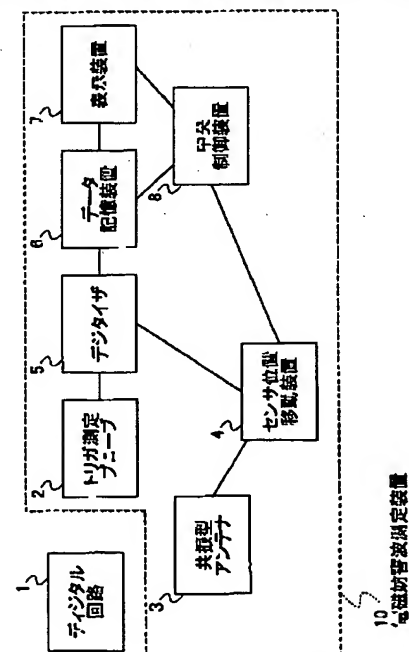 1
ディジタル
回路
2
トリガ測定
プローブ
5
デジタイザ
6
データ
記憶装置
7
表示装置
3
共振型
アンテナ
4
センサ位置
移動装置
8
中央
制御装置
10
電磁妨害波測定装置